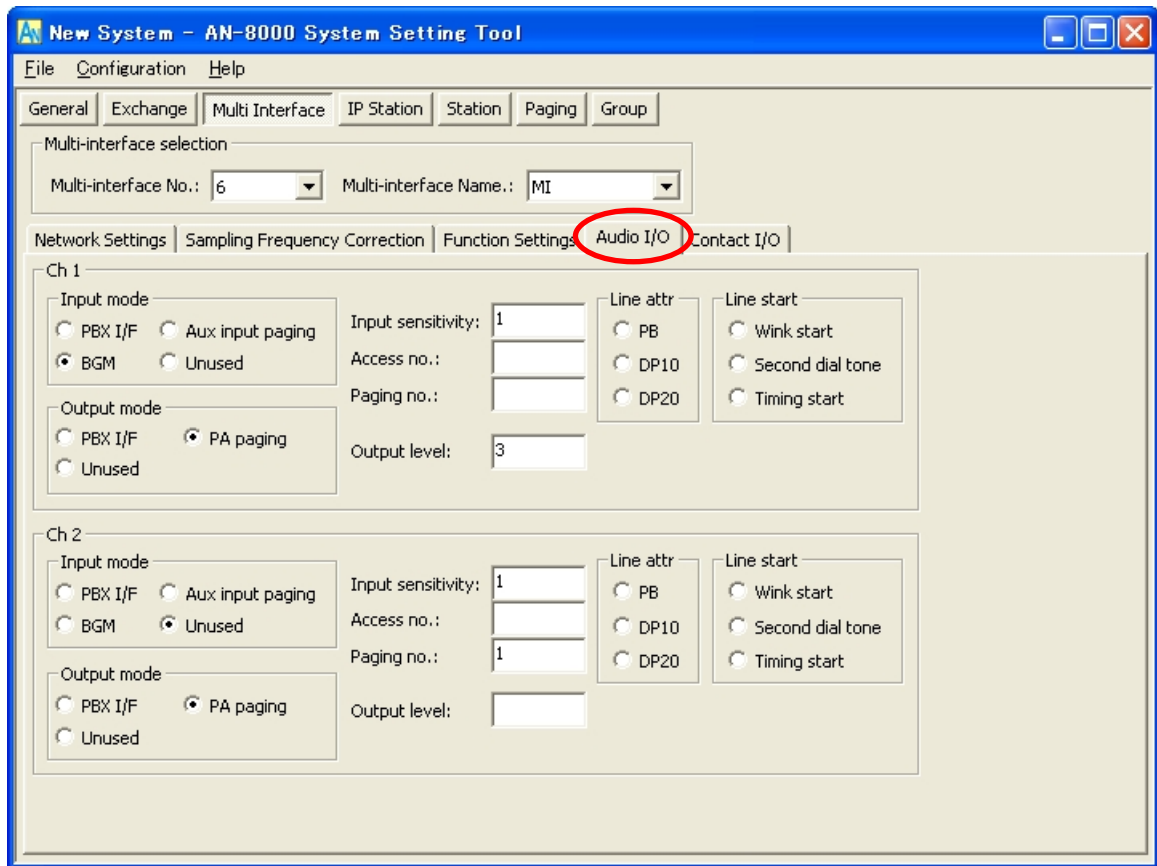 AN New System - AN-8000 System Setting Tool
File Configuration Help
General Exchange Multi Interface IP Station Station Paging Group
Multi-interface selection
Multi-interface No.: 6 Multi-interface Name.: MI
Network Settings Sampling Frequency Correction Function Settings Audio I/O Contact I/O
Ch 1
Input mode
PBX I/F Aux input paging
BGM Unused
Output mode
PBX I/F PA paging
Unused
Input sensitivity: 1
Access no.:
Paging no.:
Output level: 3
Line attr
PB
DP10
DP20
Line start
Wink start
Second dial tone
Timing start
Ch 2
Input mode
PBX I/F Aux input paging
BGM Unused
Output mode
PBX I/F PA paging
Unused
Input sensitivity: 1
Access no.:
Paging no.: 1
Output level:
Line attr
PB
DP10
DP20
Line start
Wink start
Second dial tone
Timing start